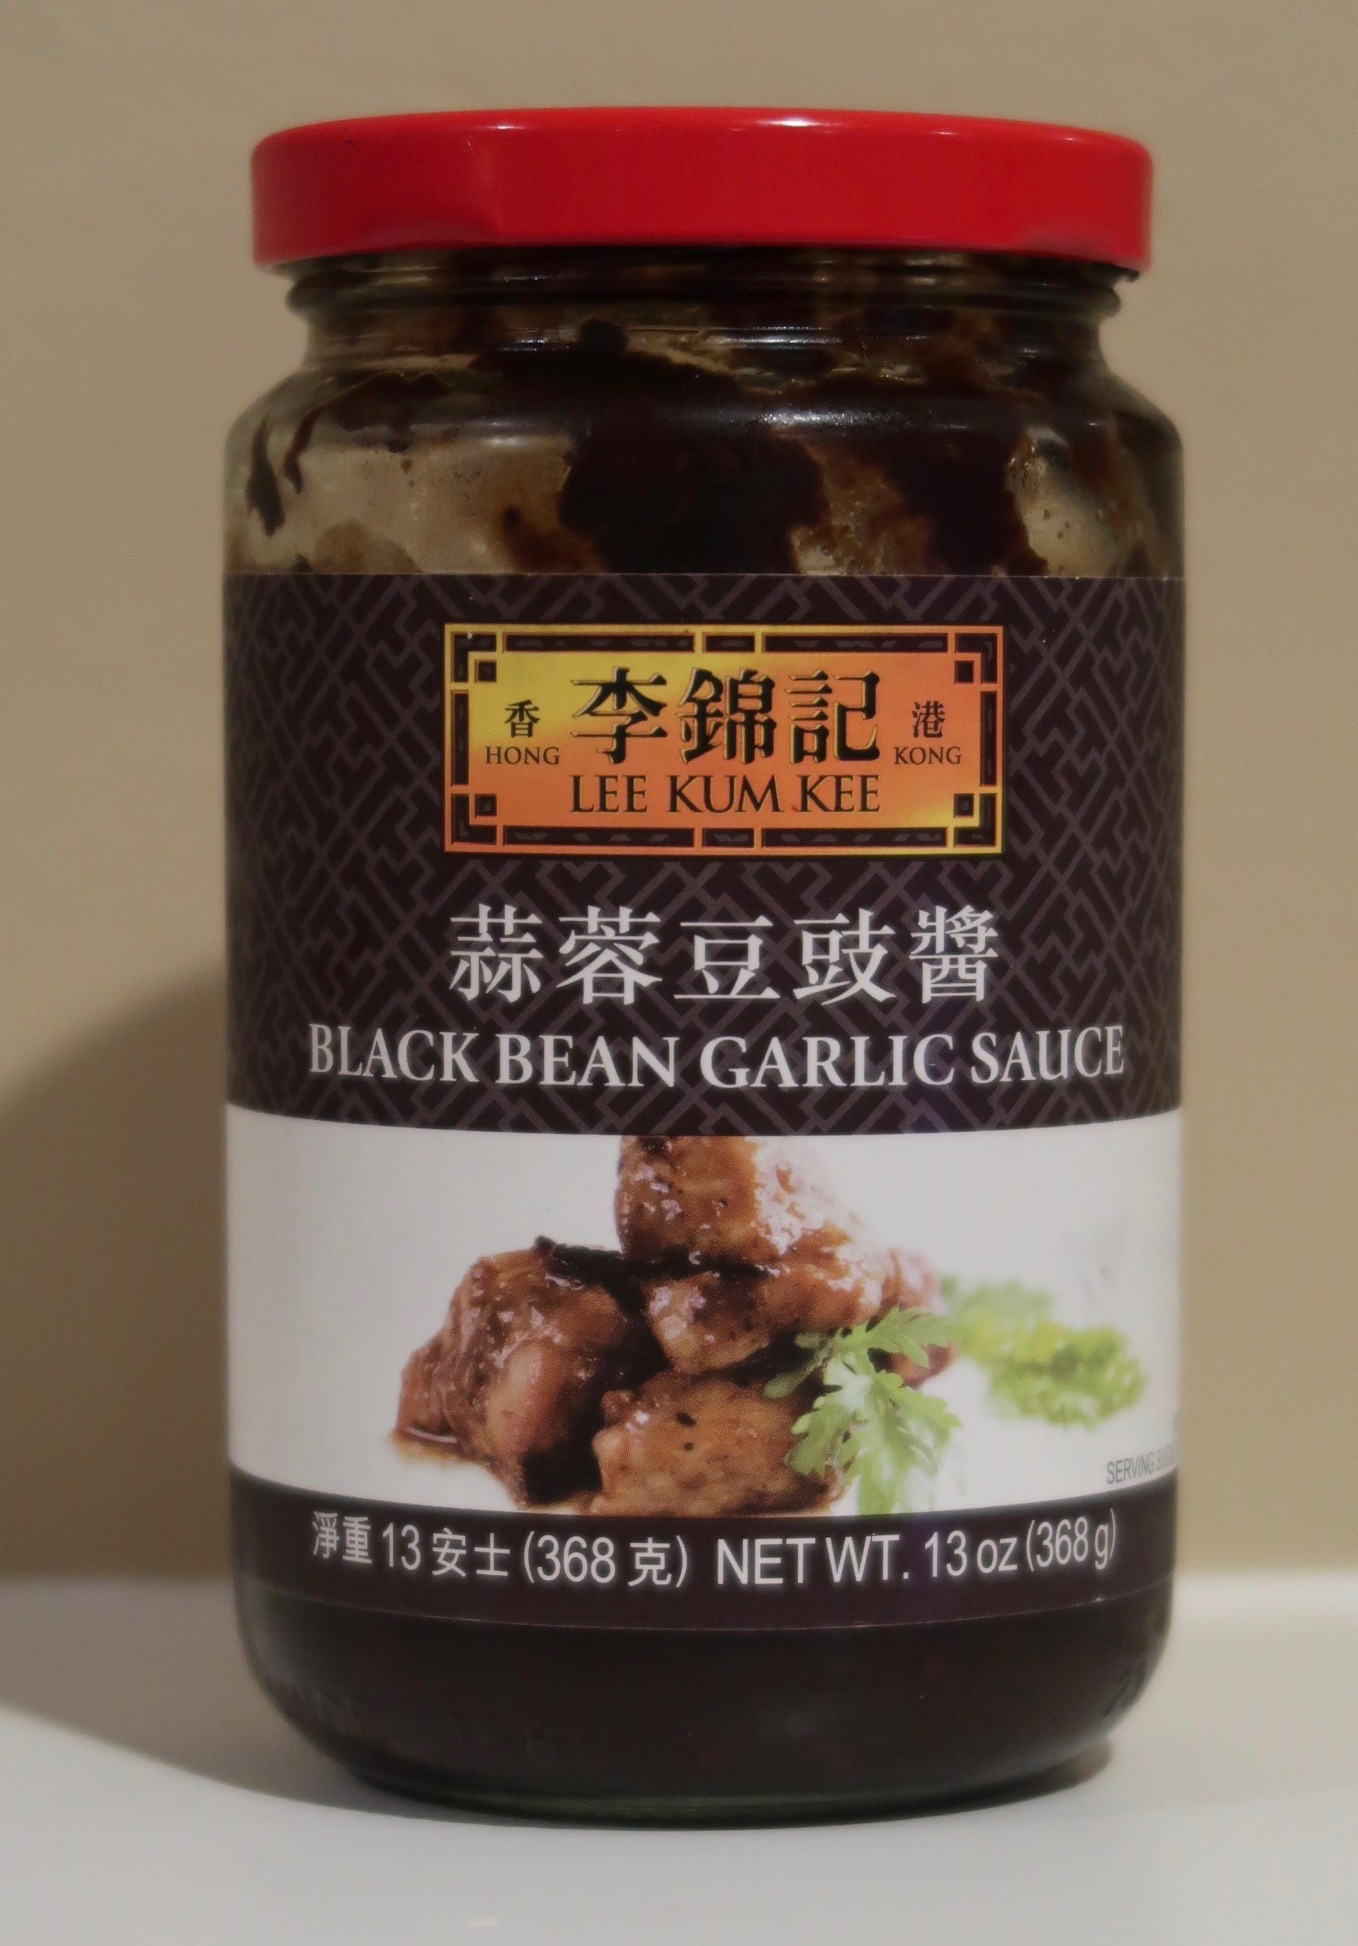 香 李錦記 港
HONG LEE KUM KEE KONG
蒜蓉豆豉醬
BLACK BEAN GARLIC SAUCE
SERVING
淨重 13 安士 (368 克) NET WT. 13 oz (368 g)